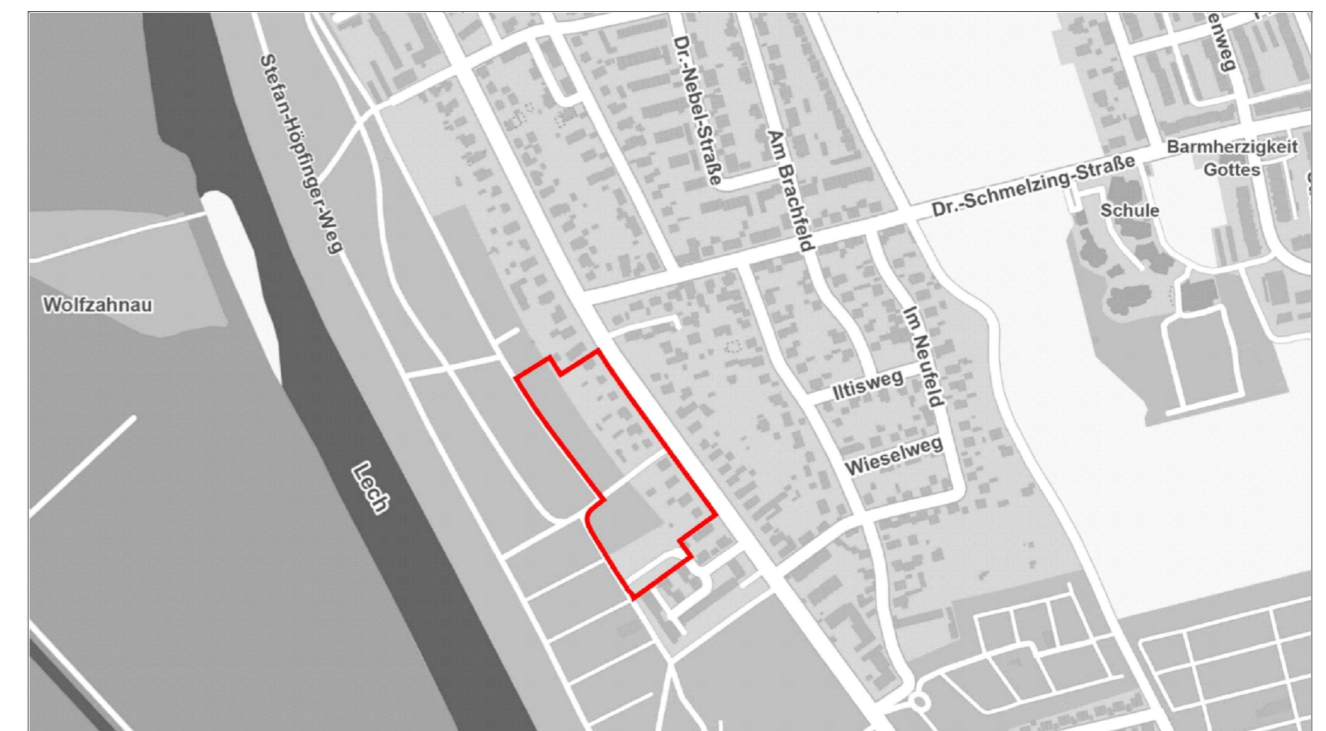 Stefan-Höpfinger-Weg
Dr.-Nebel-Straße
Am Brachfeld
enweg
Dr.-Schmelzing-Straße
Barmherzigkeit
Gottes
Schule
Wolfzahnau
Im Neufeld
Iltisweg
Wieselweg
Lech